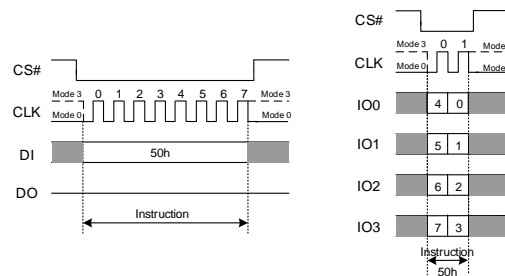 CS#
CLK
Mode 3 0 1 2 3 4 5 6 7 Mode 3
Mode 0 Mode 0
DI
50h
DO
Instruction
CS#
CLK
Mode 3 0 1 Mode
Mode 0 Mode
IO0 4 0
IO1 5 1
IO2 6 2
IO3 7 3
Instruction
50h